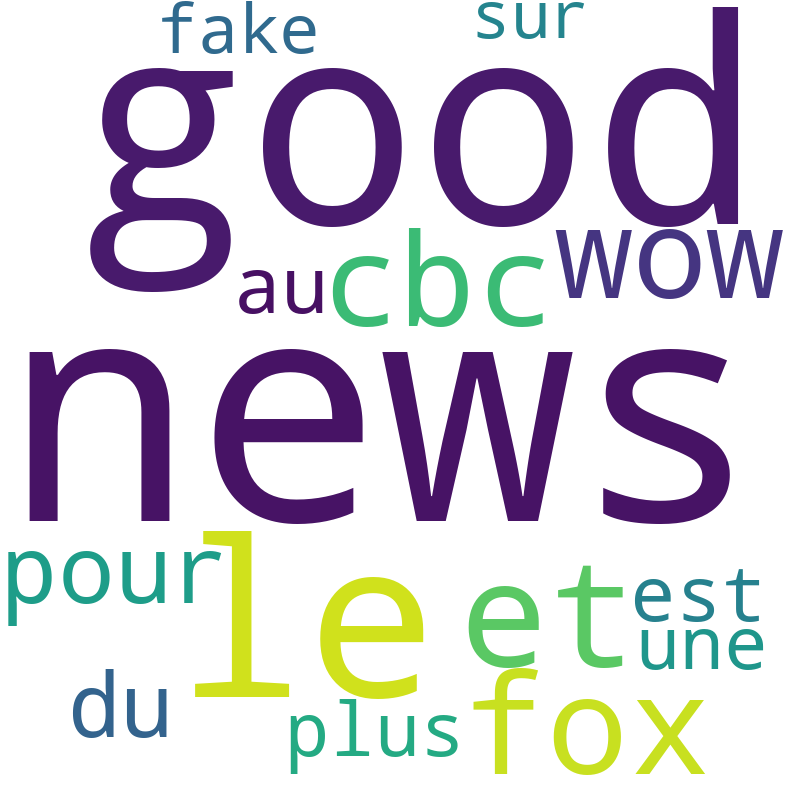 fake sur
good
au cbc wow
news
pour le et est
une
du plus fox